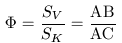 Φ = S_V / S_K = AB / AC